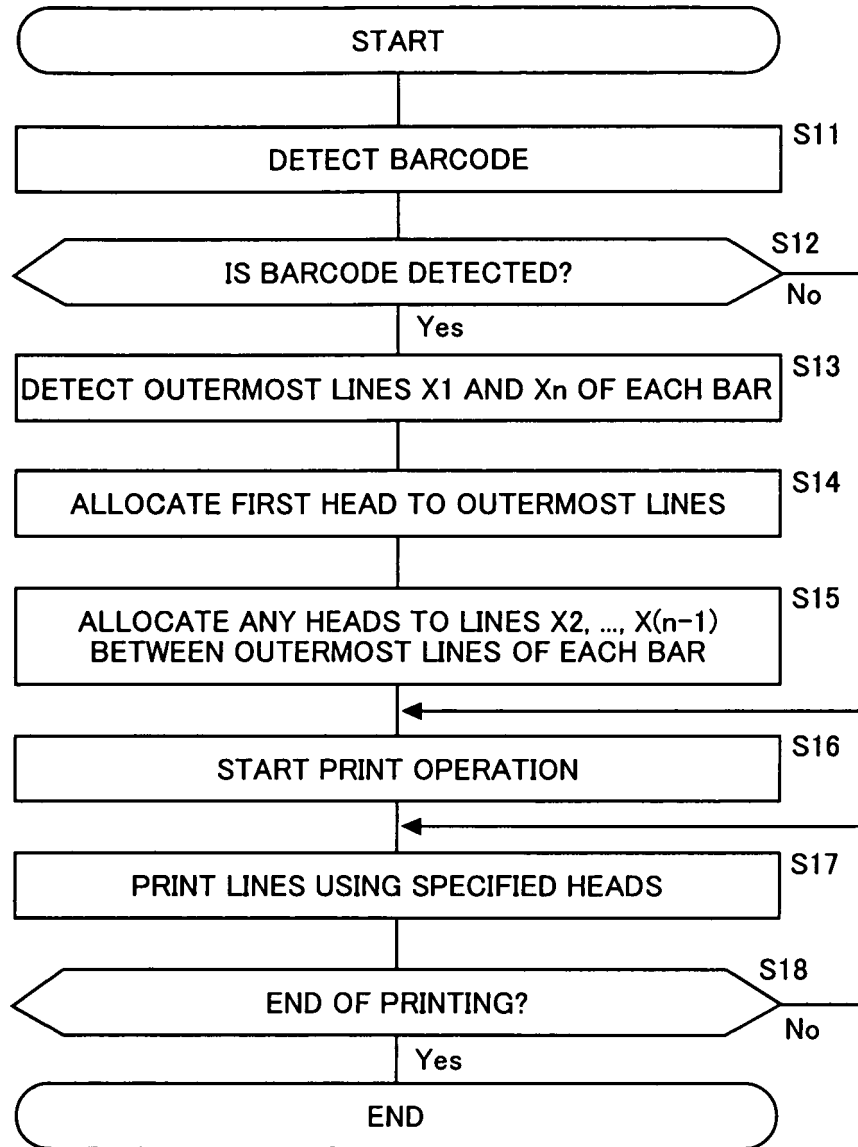 START
S11
DETECT BARCODE
S12
IS BARCODE DETECTED?
No
Yes
S13
DETECT OUTERMOST LINES X1 AND Xn OF EACH BAR
S14
ALLOCATE FIRST HEAD TO OUTERMOST LINES
S15
ALLOCATE ANY HEADS TO LINES X2, ..., X(n-1)
BETWEEN OUTERMOST LINES OF EACH BAR
S16
START PRINT OPERATION
S17
PRINT LINES USING SPECIFIED HEADS
S18
END OF PRINTING?
No
Yes
END